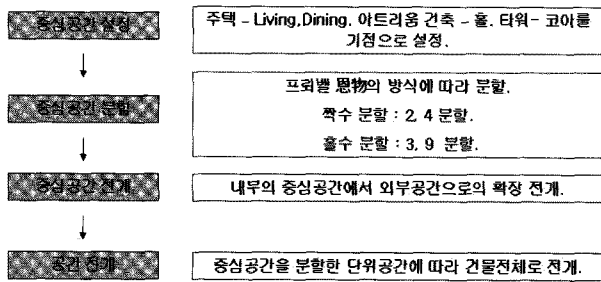 중심공간 설정
주택 - Living,Dining. 아트리움 건축 - 홀. 타워- 코아를
기점으로 설정.
중심공간 분할
프뢰벨 恩物의 방식에 따라 분할.
짝수 분할 : 2, 4 분할.
홀수 분할 : 3, 9 분할.
중심공간 전개
내부의 중심공간에서 외부공간으로의 확장 전개.
공간 전개
중심공간을 분할한 단위공간에 따라 건물전체로 전개.